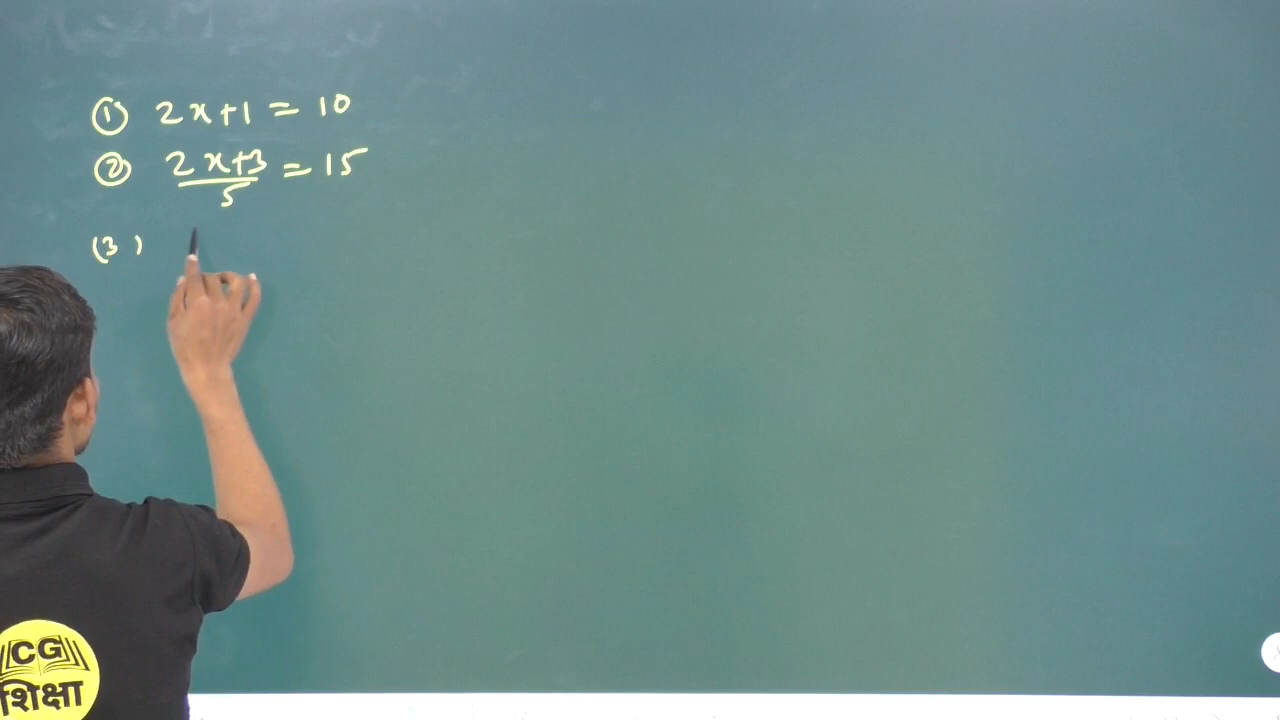 ① 2x+1 = 10
② (2x+3)/5 = 15
(3)
CG
शिक्षा